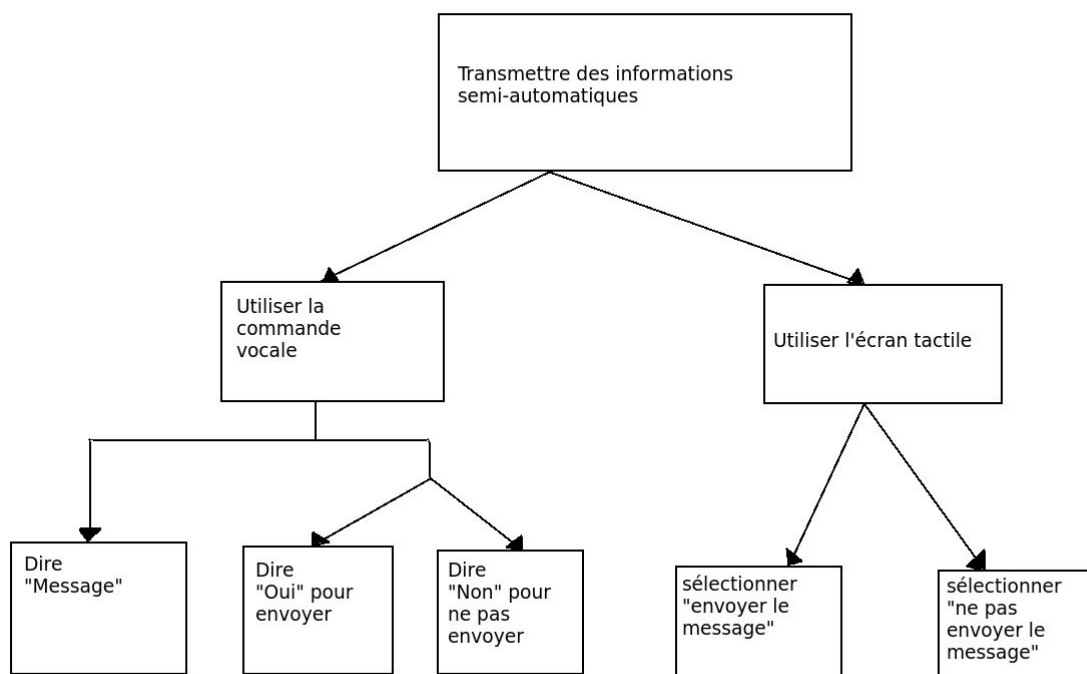 Transmettre des informations
semi-automatiques
Utiliser la
commande
vocale
Utiliser l'écran tactile
Dire
"Message"
Dire
"Oui" pour
envoyer
Dire
"Non" pour
ne pas
envoyer
sélectionner
"envoyer le
message"
sélectionner
"ne pas
envoyer le
message"